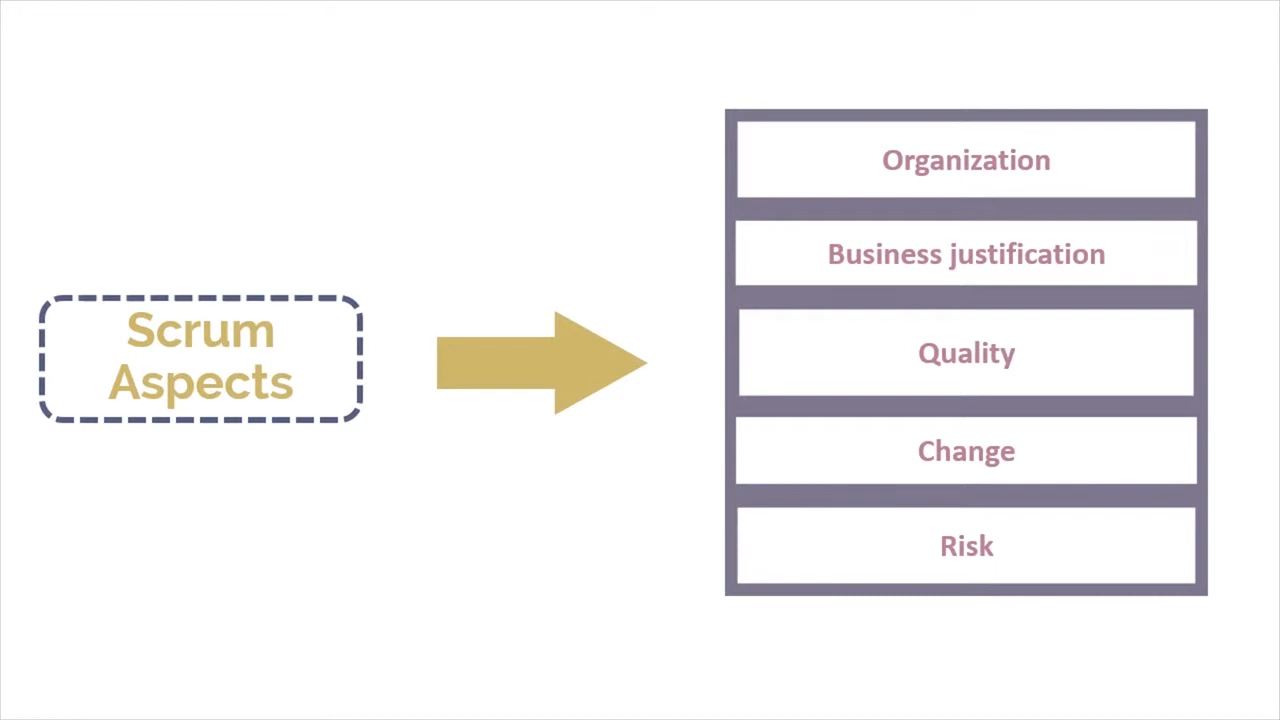 Scrum
Aspects
Organization
Business justification
Quality
Change
Risk